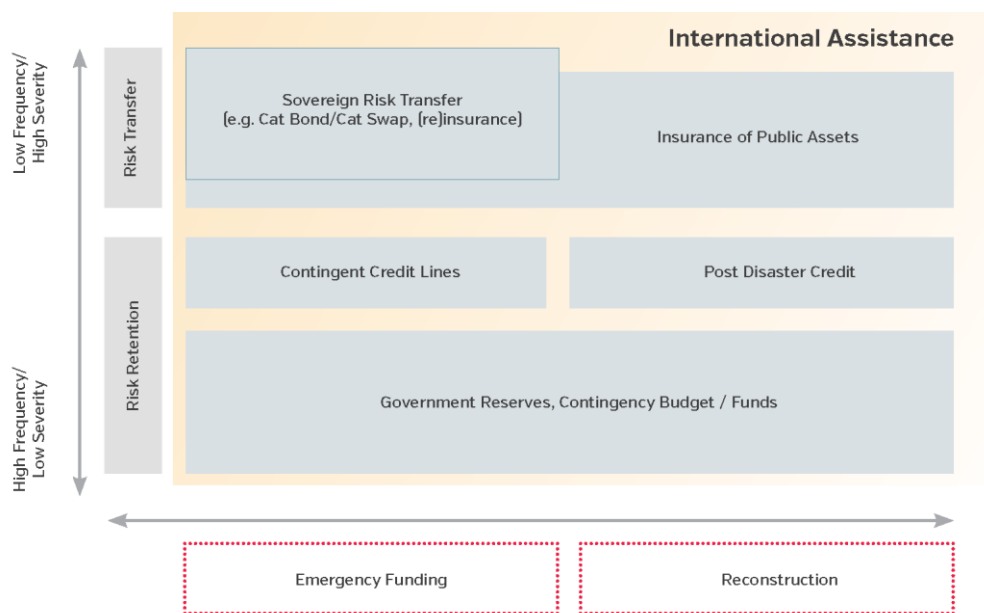 International Assistance
Low Frequency/
High Severity
Risk Transfer
Sovereign Risk Transfer
(e.g. Cat Bond/Cat Swap, (re)insurance)
Insurance of Public Assets
Contingent Credit Lines
Post Disaster Credit
Risk Retention
High Frequency/
Low Severity
Government Reserves, Contingency Budget / Funds
Emergency Funding
Reconstruction